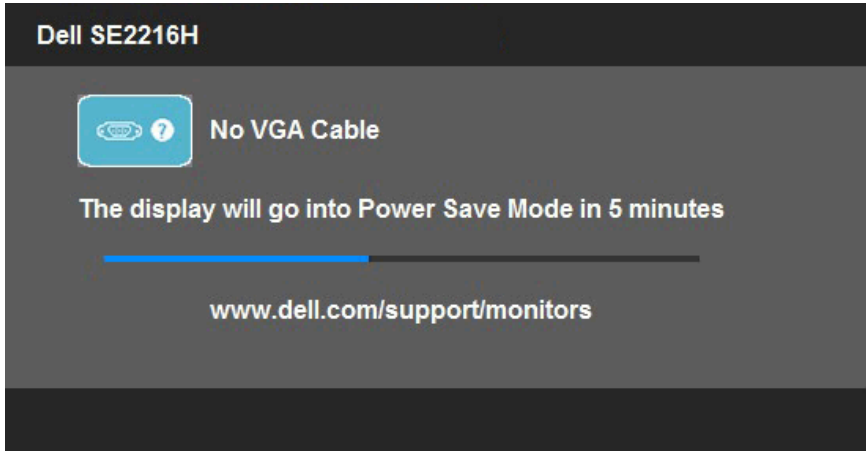 Dell SE2216H
? No VGA Cable
The display will go into Power Save Mode in 5 minutes
www.dell.com/support/monitors